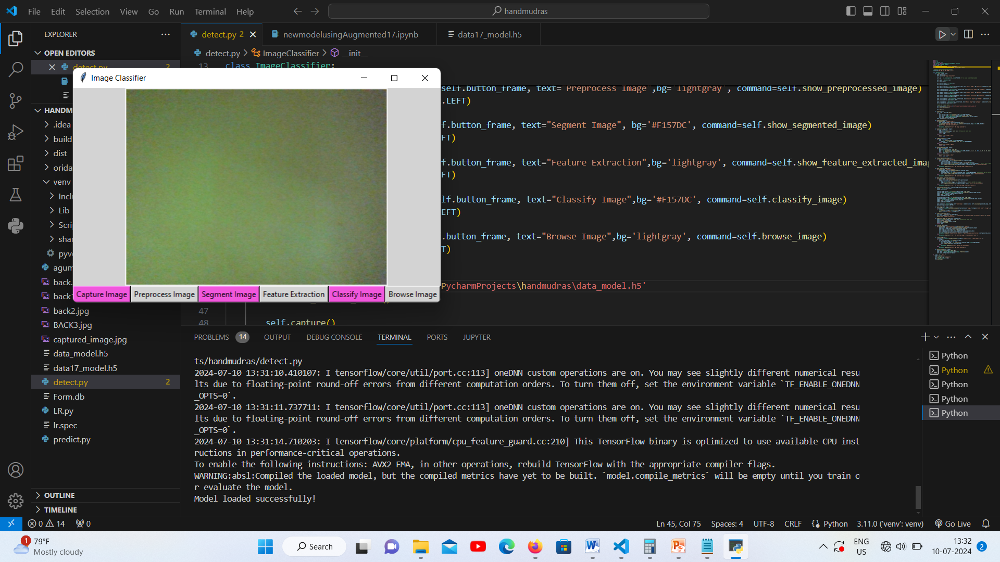 File Edit Selection View Go Run Terminal Help
handmudras
EXPLORER
OPEN EDITORS
detect.py 2
HANDM
.idea
build
dist
orida
venv
Inclu
Lib
Scri
shar
pyve
agum
back.
back1
back2.jpg
BACK3.jpg
captured_image.jpg
data_model.h5
data17_model.h5
detect.py 2
Form.db
LR.py
lr.spec
predict.py
OUTLINE
TIMELINE
detect.py 2
newmodelusingAugmented17.ipynb
data17_model.h5
detect.py > ImageClassifier > __init__
13 class ImageClassifier:
self.button_frame, text="Preprocess Image",bg='lightgray', command=self.show_preprocessed_image)
.LEFT)
f.button_frame, text="Segment Image", bg='#F157DC', command=self.show_segmented_image)
FT)
f.button_frame, text="Feature Extraction",bg='lightgray', command=self.show_feature_extracted_imag
FT)
lf.button_frame, text="Classify Image",bg='#F157DC', command=self.classify_image)
EFT)
.button_frame, text="Browse Image",bg='lightgray', command=self.browse_image)
T)
PycharmProjects\handmudras\data_model.h5'
47
48 self.capture()
Image Classifier
Capture Image Preprocess Image Segment Image Feature Extraction Classify Image Browse Image
PROBLEMS 14 OUTPUT DEBUG CONSOLE TERMINAL PORTS JUPYTER
ts/handmudras/detect.py
2024-07-10 13:31:10.410107: I tensorflow/core/util/port.cc:113] oneDNN custom operations are on. You may see slightly different numerical resu
lts due to floating-point round-off errors from different computation orders. To turn them off, set the environment variable `TF_ENABLE_ONEDNN
_OPTS=0`.
2024-07-10 13:31:11.737711: I tensorflow/core/util/port.cc:113] oneDNN custom operations are on. You may see slightly different numerical resu
lts due to floating-point round-off errors from different computation orders. To turn them off, set the environment variable `TF_ENABLE_ONEDNN
_OPTS=0`.
2024-07-10 13:31:14.710203: I tensorflow/core/platform/cpu_feature_guard.cc:210] This TensorFlow binary is optimized to use available CPU inst
ructions in performance-critical operations.
To enable the following instructions: AVX2 FMA, in other operations, rebuild TensorFlow with the appropriate compiler flags.
WARNING:absl:Compiled the loaded model, but the compiled metrics have yet to be built. `model.compile_metrics` will be empty until you train o
r evaluate the model.
Model loaded successfully!
Python
Python
Python
Python
Python
0 14 0
Ln 45, Col 75 Spaces: 4 UTF-8 CRLF Python 3.11.0 ('venv': venv) Go Live
1
79°F
Mostly cloudy
Search
ENG
US
13:32
10-07-2024
2